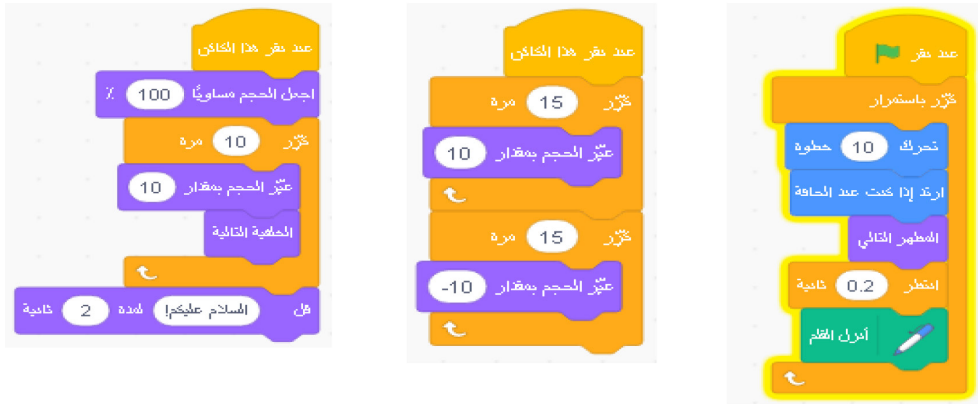 عند نقر هذا الكائن
اجعل الحجم مساويًا 100 ٪
كرّر 10 مرة
غيّر الحجم بمقدار 10
الخلفية التالية
قل السلام عليكم! لمدة 2 ثانية
عند نقر هذا الكائن
كرّر 15 مرة
غيّر الحجم بمقدار 10
كرّر 15 مرة
غيّر الحجم بمقدار -10
عند نقر
كرّر باستمرار
تحرك 10 خطوة
ارتد إذا كنت عند الحافة
المظهر التالي
انتظر 0.2 ثانية
أنزل القلم